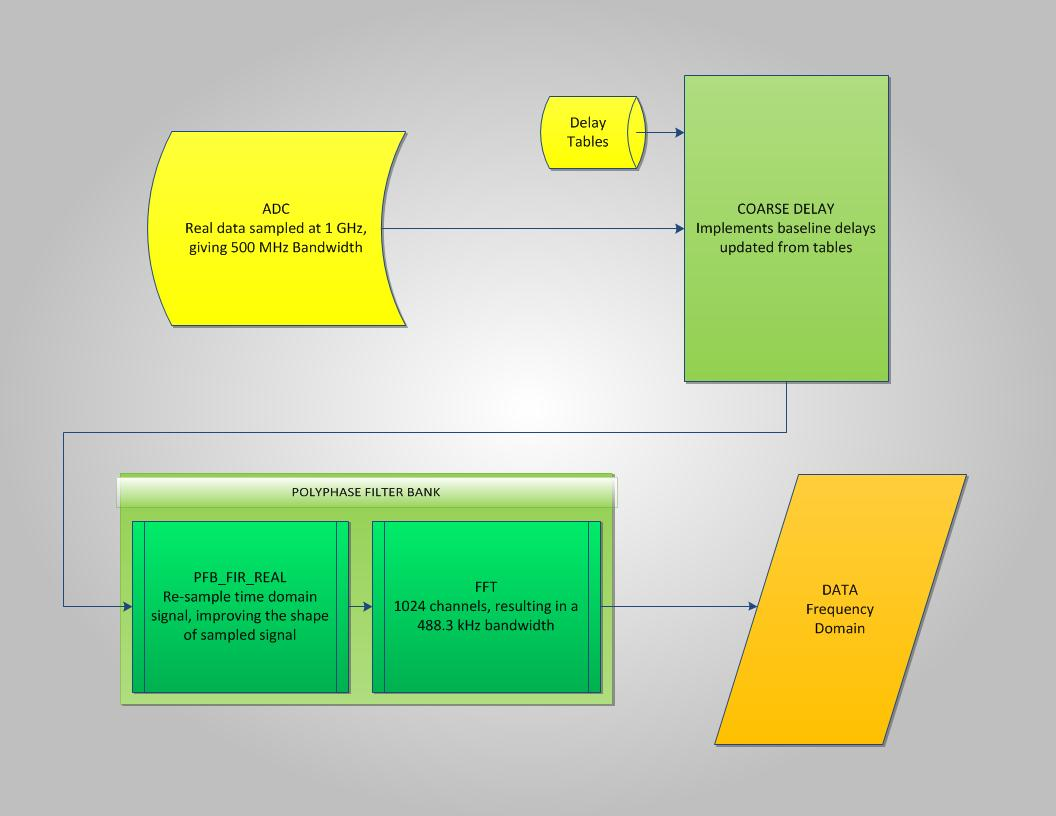 Delay
Tables
ADC
Real data sampled at 1 GHz,
giving 500 MHz Bandwidth
COARSE DELAY
Implements baseline delays
updated from tables
POLYPHASE FILTER BANK
PFB_FIR_REAL
Re-sample time domain
signal, improving the shape
of sampled signal
FFT
1024 channels, resulting in a
488.3 kHz bandwidth
DATA
Frequency
Domain